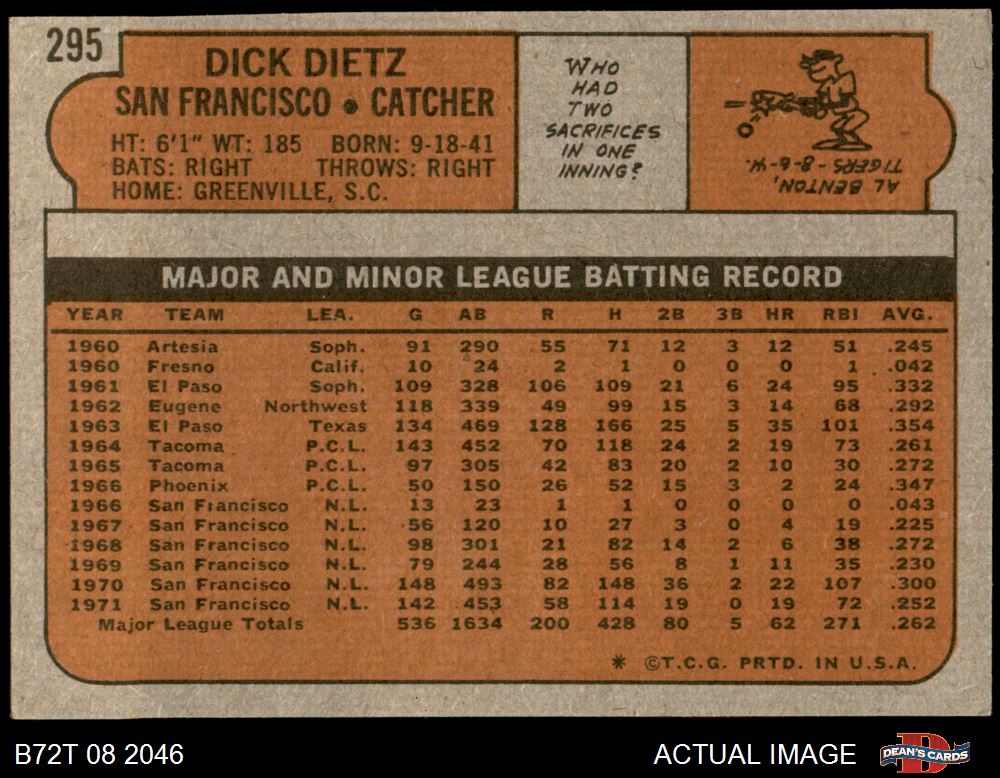 295
DICK DIETZ
SAN FRANCISCO • CATCHER
HT: 6'1" WT: 185 BORN: 9-18-41
BATS: RIGHT THROWS: RIGHT
HOME: GREENVILLE, S.C.
WHO
HAD
TWO
SACRIFICES
IN ONE
INNING?
AL BENTON,
TIGERS - 8-6-41.
MAJOR AND MINOR LEAGUE BATTING RECORD
YEAR TEAM LEA. G AB R H 2B 3B HR RBI AVG.
1960 Artesia Soph. 91 290 55 71 12 3 12 51 .245
1960 Fresno Calif. 10 24 2 1 0 0 0 1 .042
1961 El Paso Soph. 109 328 106 109 21 6 24 95 .332
1962 Eugene Northwest 118 339 49 99 15 3 14 68 .292
1963 El Paso Texas 134 469 128 166 25 5 35 101 .354
1964 Tacoma P.C.L. 143 452 70 118 24 2 19 73 .261
1965 Tacoma P.C.L. 97 305 42 83 20 2 10 30 .272
1966 Phoenix P.C.L. 50 150 26 52 15 3 2 24 .347
1966 San Francisco N.L. 13 23 1 1 0 0 0 0 .043
1967 San Francisco N.L. 56 120 10 27 3 0 4 19 .225
1968 San Francisco N.L. 98 301 21 82 14 2 6 38 .272
1969 San Francisco N.L. 79 244 28 56 8 1 11 35 .230
1970 San Francisco N.L. 148 493 82 148 36 2 22 107 .300
1971 San Francisco N.L. 142 453 58 114 19 0 19 72 .252
Major League Totals 536 1634 200 428 80 5 62 271 .262
* ©T.C.G. PRTD. IN U.S.A.
B72T 08 2046 ACTUAL IMAGE DEAN'S CARDS